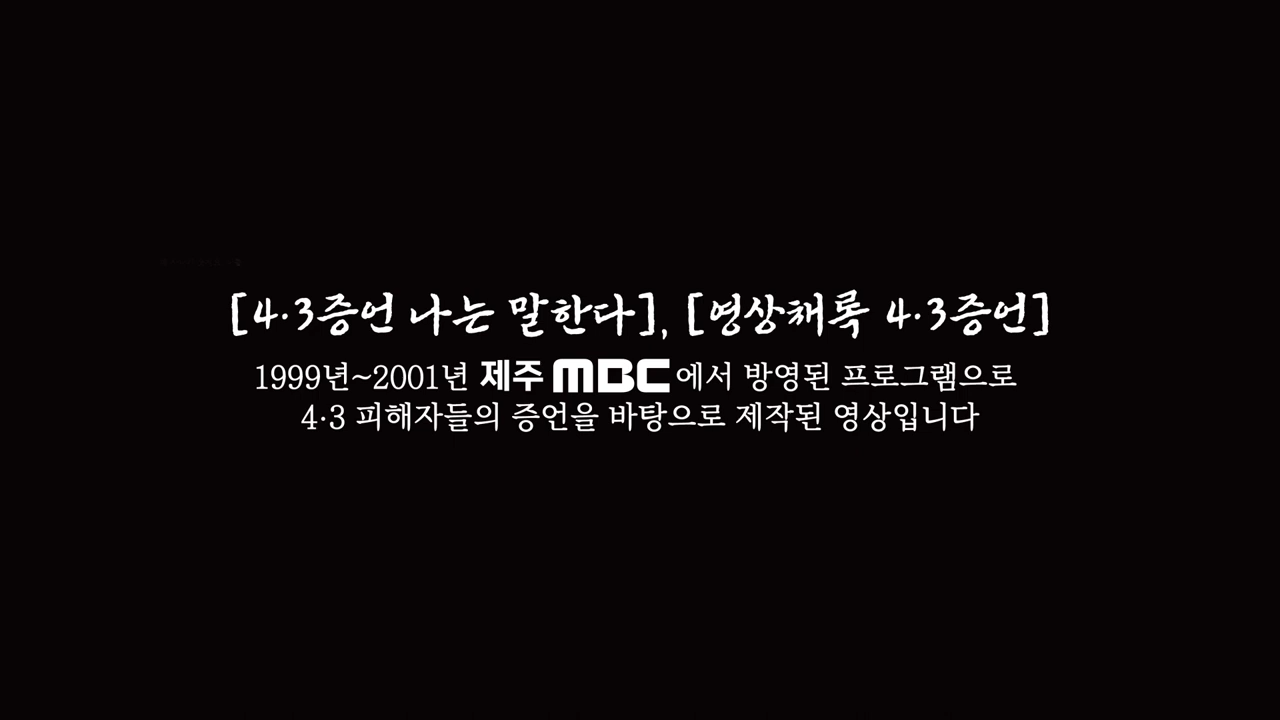 [4·3증언 나는 말한다], [영상채록 4·3증언]
1999년~2001년 제주 MBC에서 방영된 프로그램으로
4·3 피해자들의 증언을 바탕으로 제작된 영상입니다